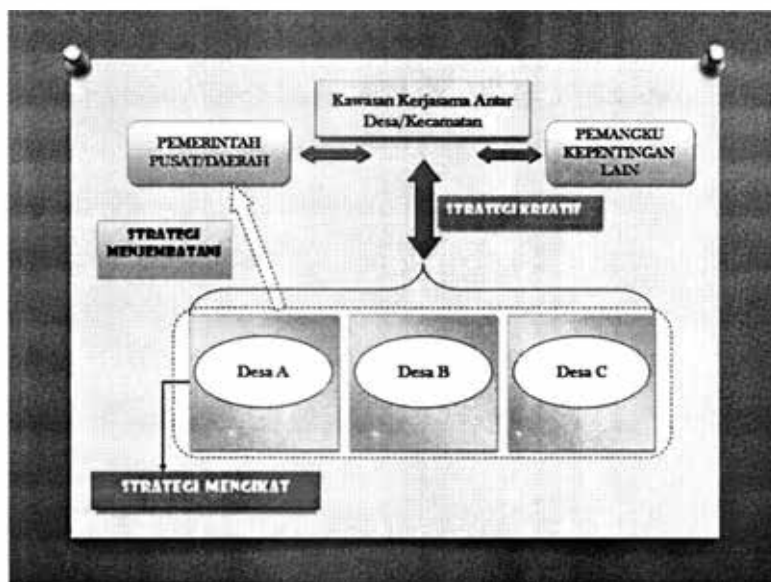 Kawasan Kerjasama Antar
Desa/Kecamatan
PEMERINTAH
PUSAT/DAERAH
PEMANGKU
KEPENTINGAN
LAIN
STRATEGI KREATIF
STRATEGI
MENJEMBATANI
Desa A
Desa B
Desa C
STRATEGI MENGIKAT